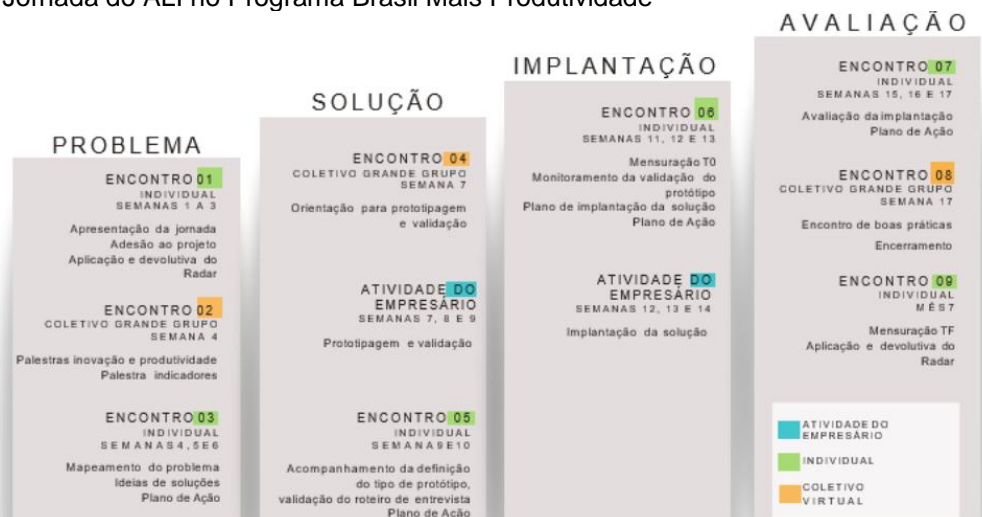 Jornada do ALI no Programa Brasil Mais Produtividade
PROBLEMA
ENCONTRO 01
INDIVIDUAL
SEMANAS 1 A 3
Apresentação da jornada
Adesão ao projeto
Aplicação e devolutiva do
Radar
ENCONTRO 02
COLETIVO GRANDE GRUPO
SEMANA 4
Palestras inovação e produtividade
Palestra indicadores
ENCONTRO 03
INDIVIDUAL
SEMANAS 4, 5 E 6
Mapeamento do problema
Ideias de soluções
Plano de Ação
SOLUÇÃO
ENCONTRO 04
COLETIVO GRANDE GRUPO
SEMANA 7
Orientação para prototipagem
e validação
ATIVIDADE DO
EMPRESÁRIO
SEMANAS 7, 8 E 9
Prototipagem e validação
ENCONTRO 05
INDIVIDUAL
SEMANA 9 E 10
Acompanhamento da definição
do tipo de protótipo,
validação do roteiro de entrevista
Plano de Ação
IMPLANTAÇÃO
ENCONTRO 06
INDIVIDUAL
SEMANAS 11, 12 E 13
Mensuração T0
Monitoramento da validação do
protótipo
Plano de implantação da solução
Plano de Ação
ATIVIDADE DO
EMPRESÁRIO
SEMANAS 12, 13 E 14
Implantação da solução
AVALIAÇÃO
ENCONTRO 07
INDIVIDUAL
SEMANAS 15, 16 E 17
Avaliação da implantação
Plano de Ação
ENCONTRO 08
COLETIVO GRANDE GRUPO
SEMANA 17
Encontro de boas práticas
Encerramento
ENCONTRO 09
INDIVIDUAL
MÊS 7
Mensuração TF
Aplicação e devolutiva do
Radar
ATIVIDADE DO
EMPRESÁRIO
INDIVIDUAL
COLETIVO
VIRTUAL